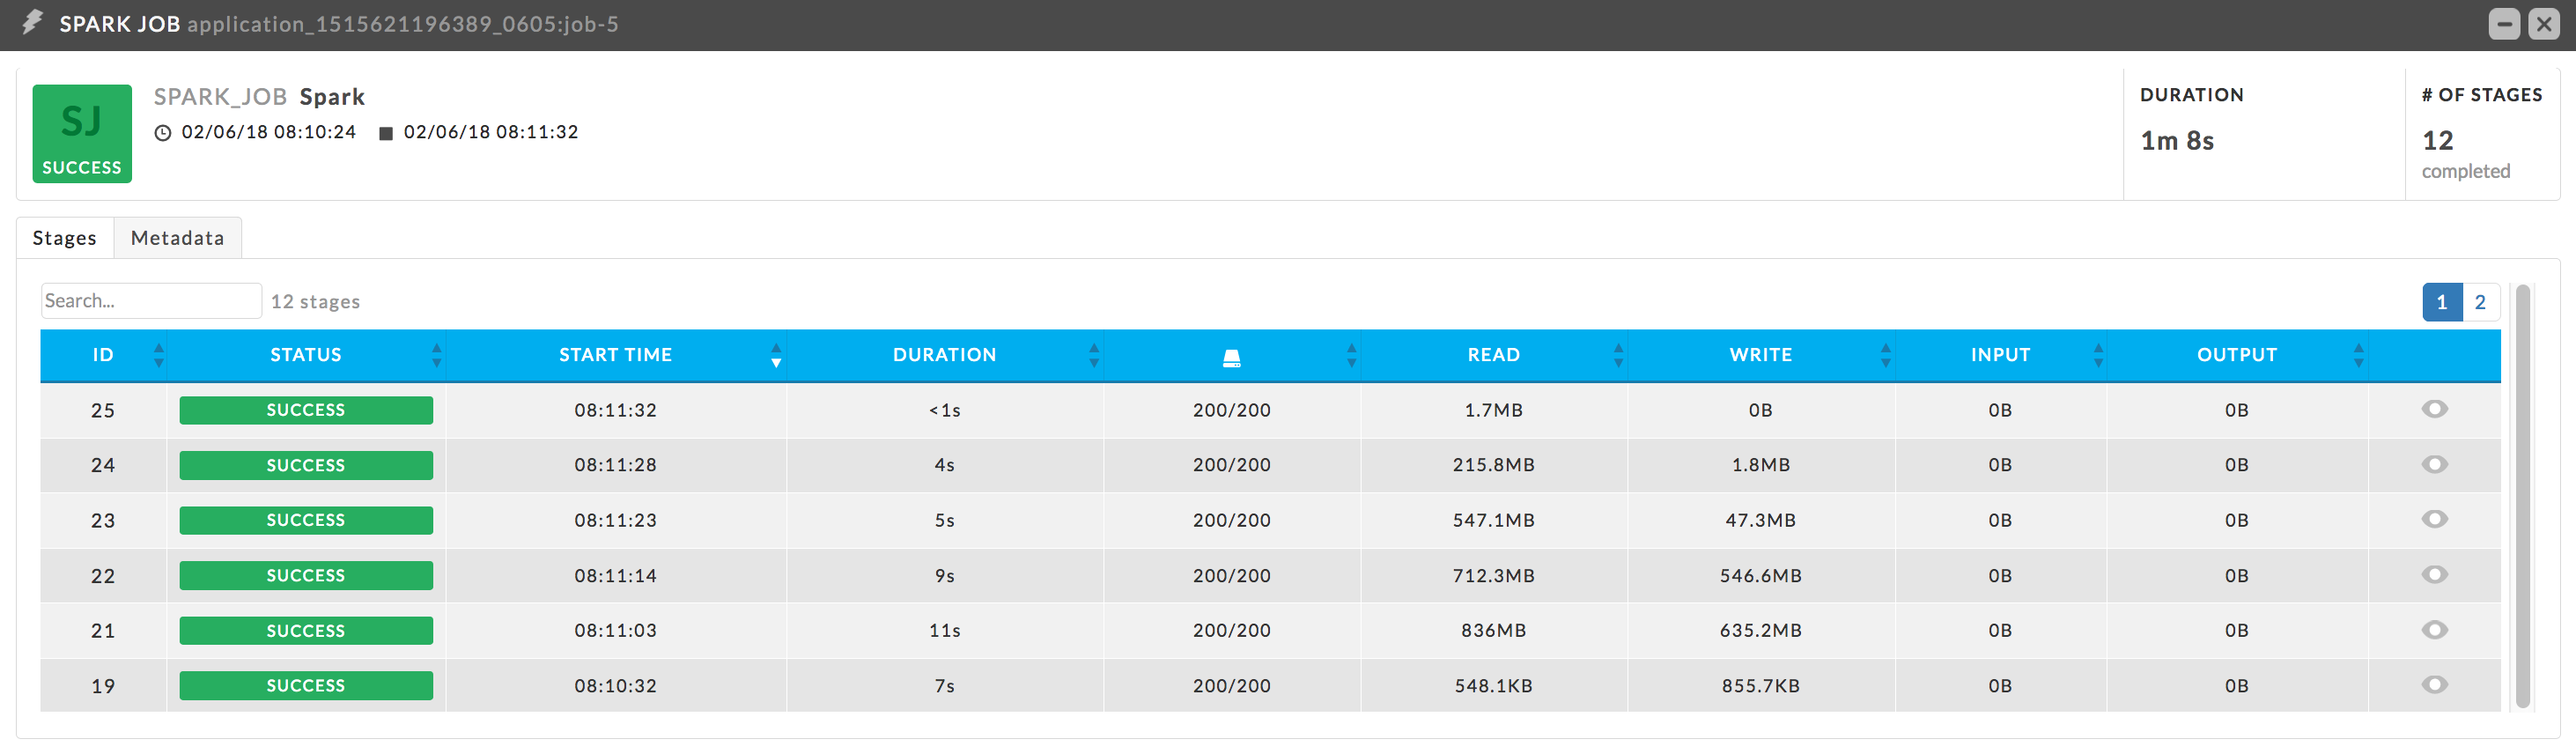 SPARK JOB application_1515621196389_0605:job-5
SJ
SUCCESS
SPARK_JOB Spark
02/06/18 08:10:24 02/06/18 08:11:32
DURATION
1m 8s
# OF STAGES
12
completed
Stages Metadata
Search... 12 stages 1 2
ID STATUS START TIME DURATION READ WRITE INPUT OUTPUT
25 SUCCESS 08:11:32 <1s 200/200 1.7MB 0B 0B 0B
24 SUCCESS 08:11:28 4s 200/200 215.8MB 1.8MB 0B 0B
23 SUCCESS 08:11:23 5s 200/200 547.1MB 47.3MB 0B 0B
22 SUCCESS 08:11:14 9s 200/200 712.3MB 546.6MB 0B 0B
21 SUCCESS 08:11:03 11s 200/200 836MB 635.2MB 0B 0B
19 SUCCESS 08:10:32 7s 200/200 548.1KB 855.7KB 0B 0B